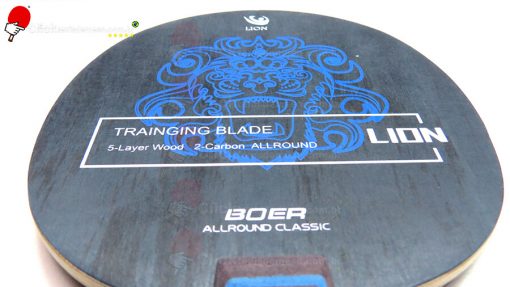 LION
TRAINGING BLADE
5-Layer Wood 2-Carbon ALLROUND
LION
BOER
ALLROUND CLASSIC